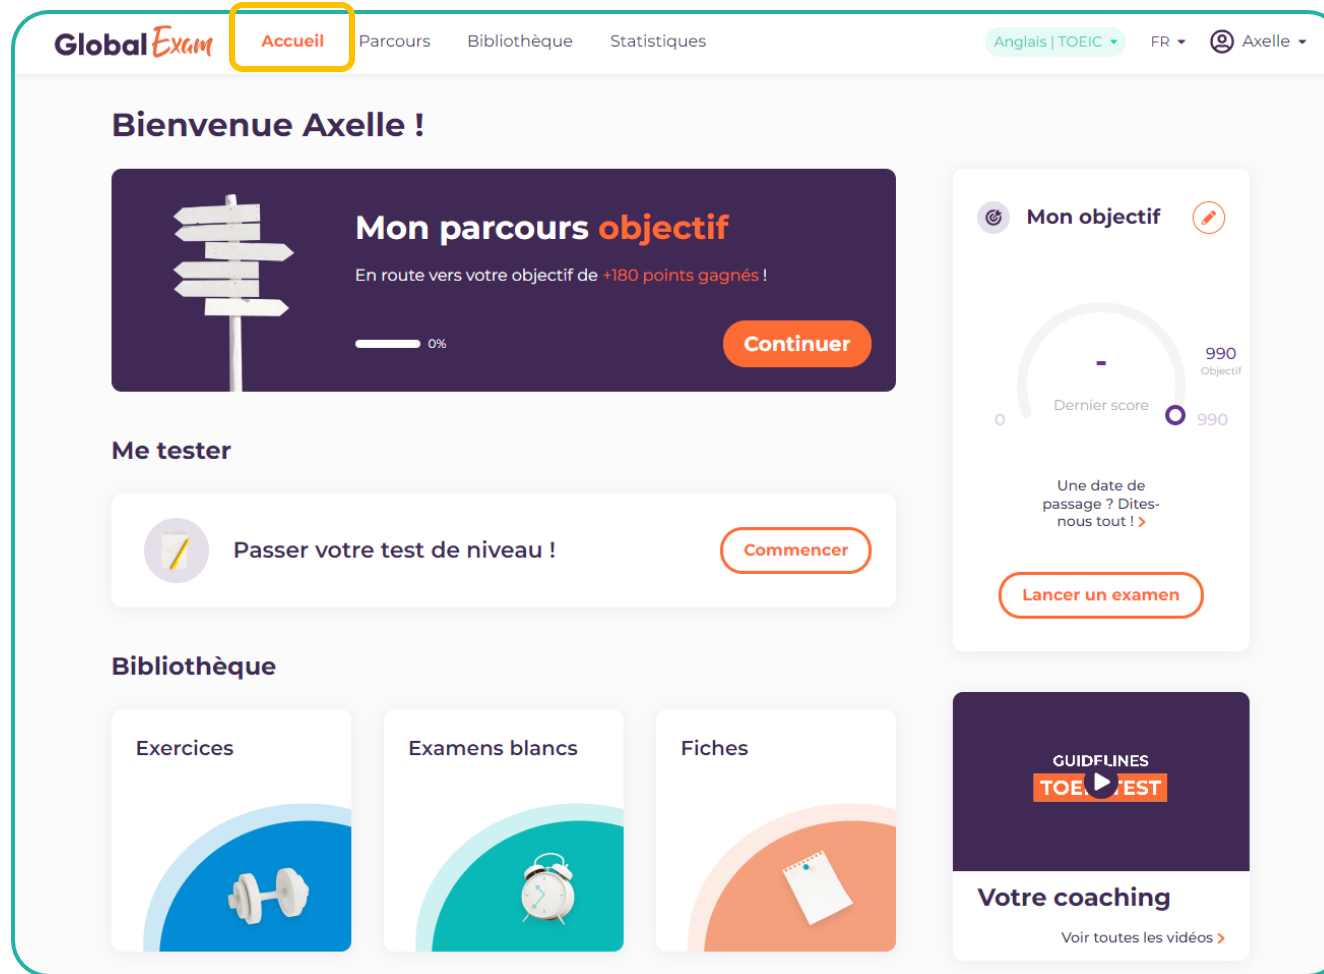 Global Exam
Accueil
Parcours
Bibliothèque
Statistiques
Anglais | TOEIC
FR
Axelle
Bienvenue Axelle !
Mon parcours objectif
En route vers votre objectif de +180 points gagnés !
0%
Continuer
Mon objectif
-
Dernier score
990
Objectif
0
990
Une date de
passage ? Dites-
nous tout !
Lancer un examen
Me tester
Passer votre test de niveau !
Commencer
Bibliothèque
Exercices
Examens blancs
Fiches
GUIDELINES
Votre coaching
Voir toutes les vidéos